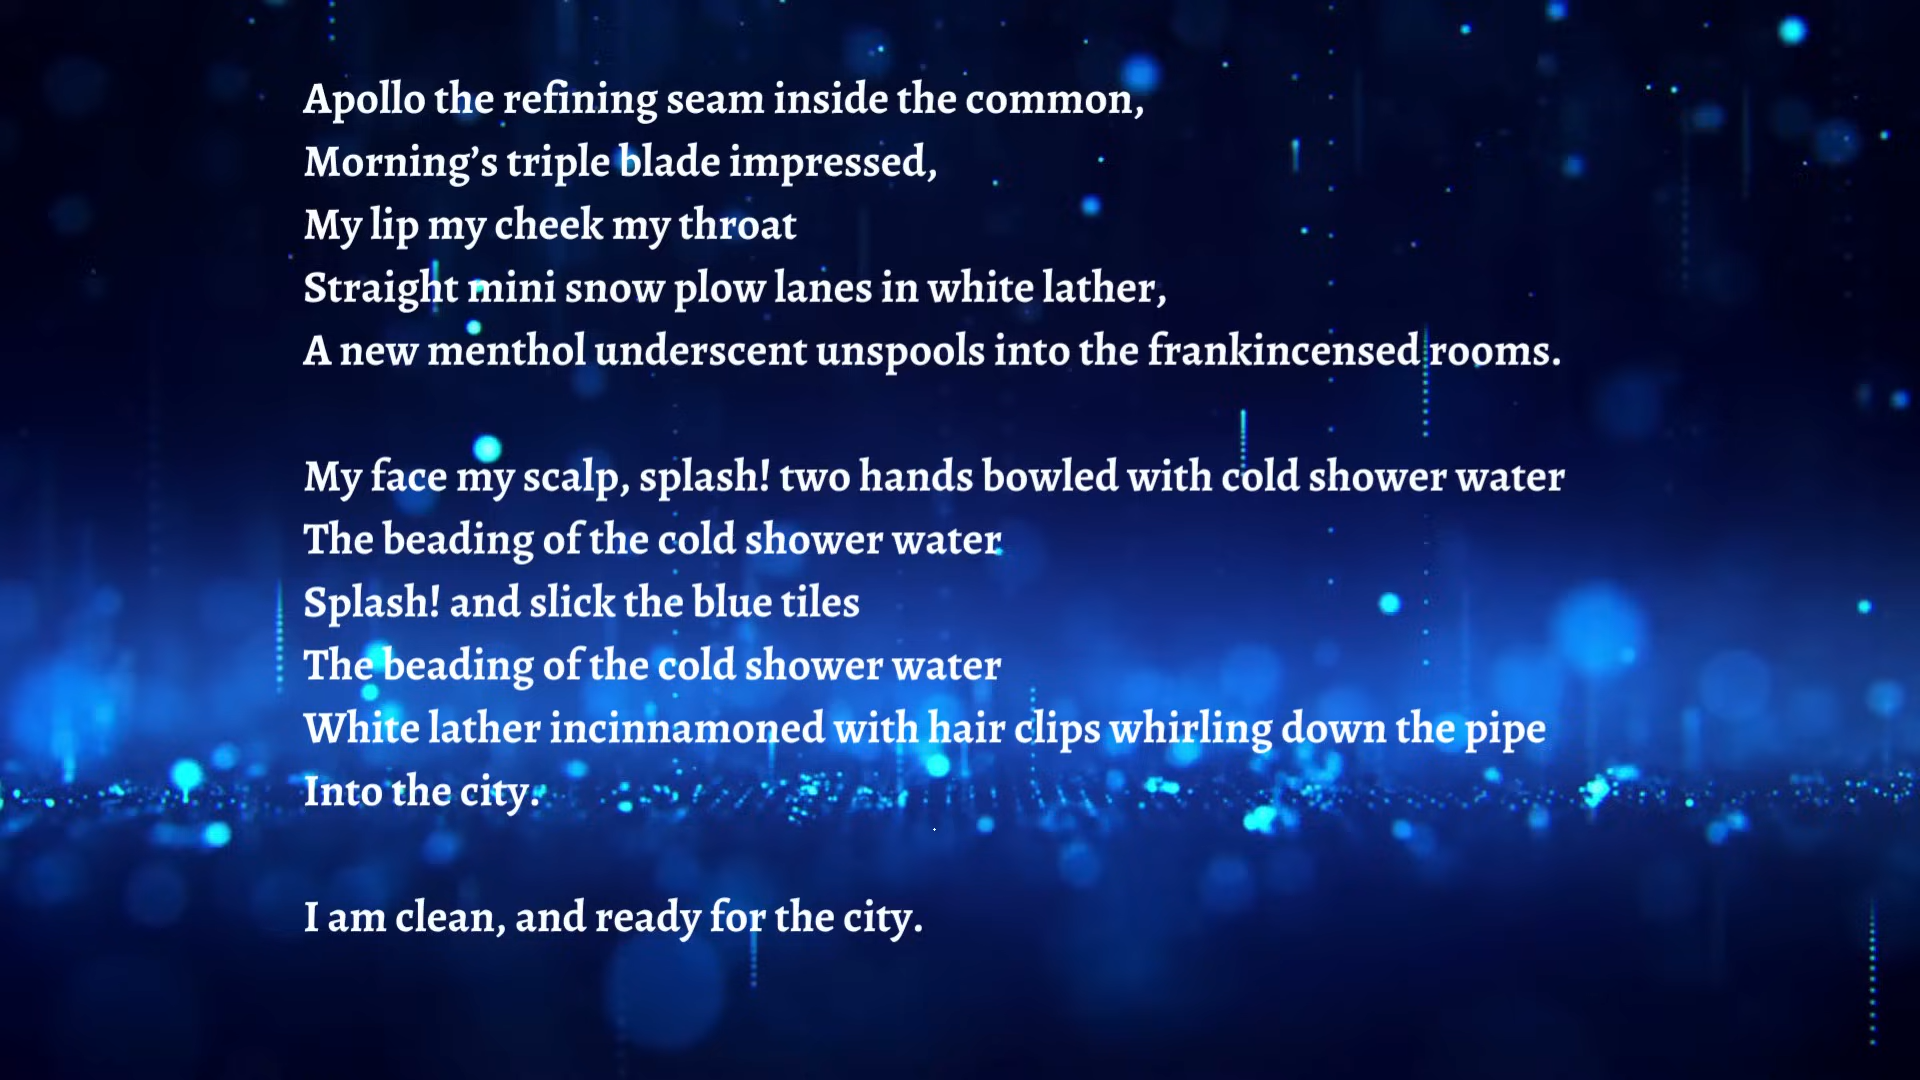 Apollo the refining seam inside the common,
Morning’s triple blade impressed,
My lip my cheek my throat
Straight mini snow plow lanes in white lather,
A new menthol underscent unspools into the frankincensed rooms.
My face my scalp, splash! two hands bowled with cold shower water
The beading of the cold shower water
Splash! and slick the blue tiles
The beading of the cold shower water
White lather incinnamoned with hair clips whirling down the pipe
Into the city.
I am clean, and ready for the city.